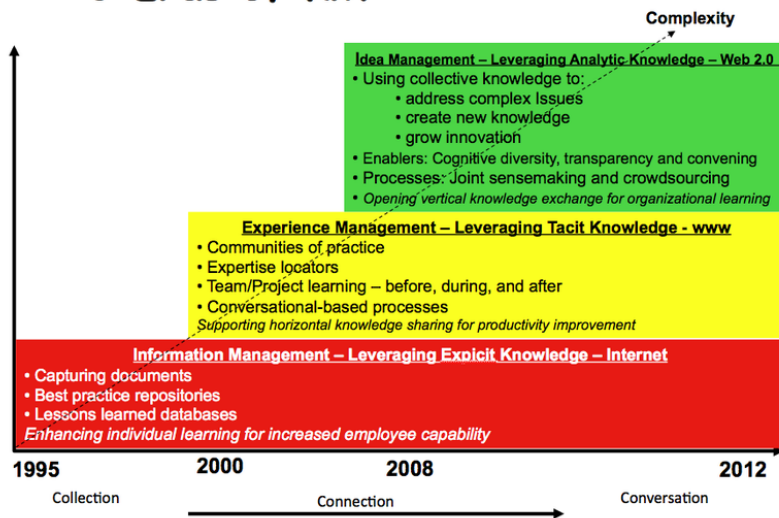 Complexity
Idea Management – Leveraging Analytic Knowledge – Web 2.0
• Using collective knowledge to:
• address complex Issues
• create new knowledge
• grow innovation
• Enablers: Cognitive diversity, transparency and convening
• Processes: Joint sensemaking and crowdsourcing
• Opening vertical knowledge exchange for organizational learning
Experience Management – Leveraging Tacit Knowledge - www
• Communities of practice
• Expertise locators
• Team/Project learning – before, during, and after
• Conversational-based processes
Supporting horizontal knowledge sharing for productivity improvement
Information Management – Leveraging Expicit Knowledge – Internet
• Capturing documents
• Best practice repositories
• Lessons learned databases
Enhancing individual learning for increased employee capability
1995 2000 2008 2012
Collection Connection Conversation